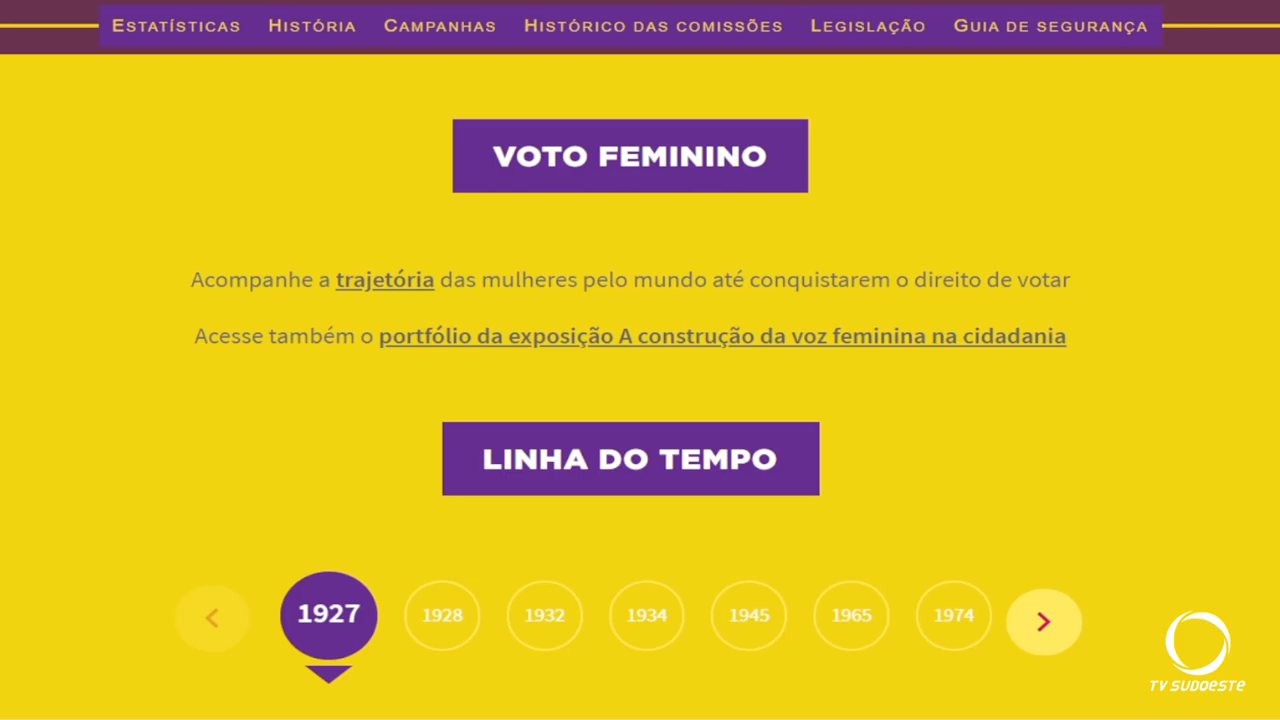 Estatísticas História Campanhas Histórico das comissões Legislação Guia de segurança
VOTO FEMININO
Acompanhe a trajetória das mulheres pelo mundo até conquistarem o direito de votar
Acesse também o portfólio da exposição A construção da voz feminina na cidadania
LINHA DO TEMPO
< 1927 1928 1932 1934 1945 1965 1974 >
TV SUDOESTE